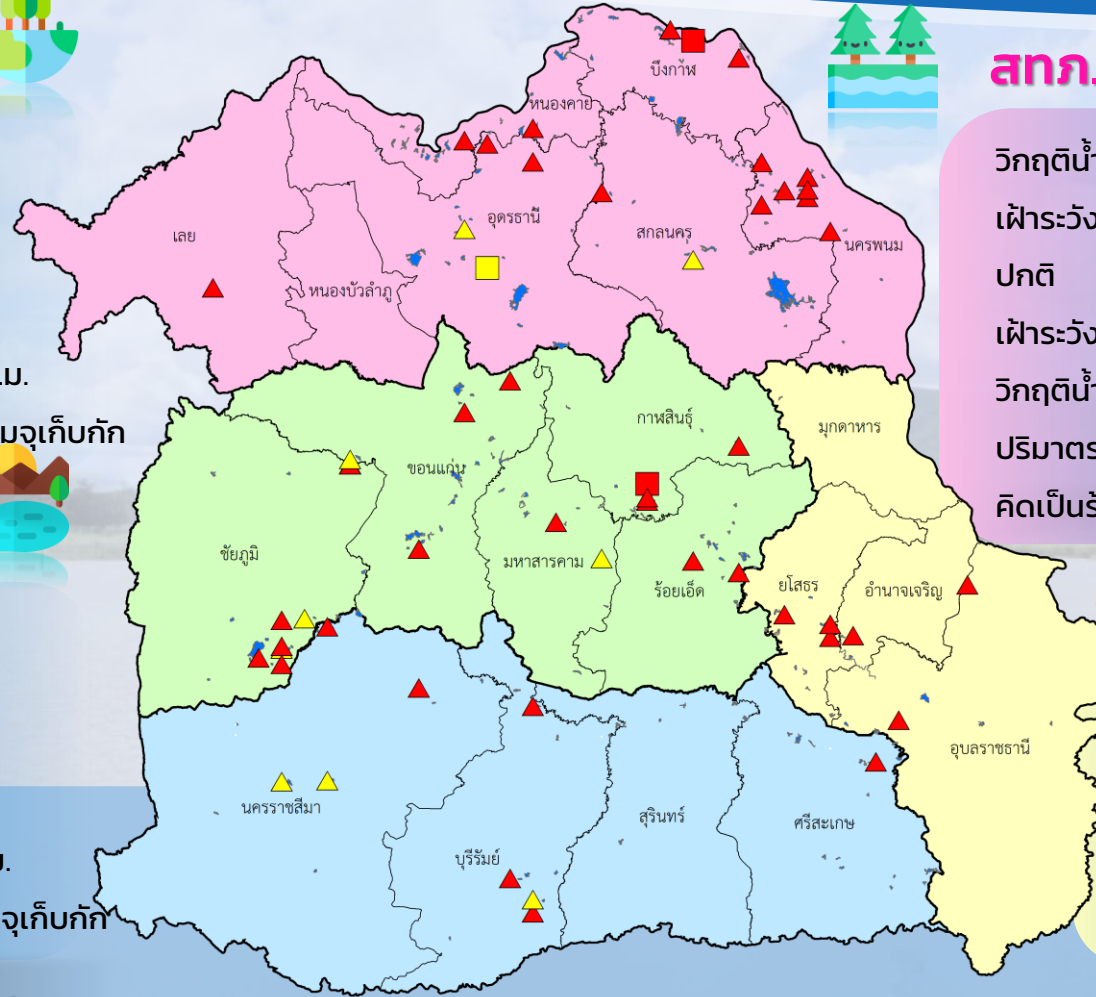 สทภ.
วิกฤติน้ำ
เฝ้าระวัง
ปกติ
เฝ้าระวัง
วิกฤติน้ำ
ปริมาตร
คิดเป็นร้
.ม.
มจุเก็บกัก
จุเก็บกัก
บึงกาฬ
หนองคาย
อุดรธานี
เลย
หนองบัวลำภู
สกลนคร
นครพนม
กาฬสินธุ์
มุกดาหาร
ขอนแก่น
ชัยภูมิ
มหาสารคาม
ร้อยเอ็ด
ยโสธร
อำนาจเจริญ
อุบลราชธานี
นครราชสีมา
บุรีรัมย์
สุรินทร์
ศรีสะเกษ